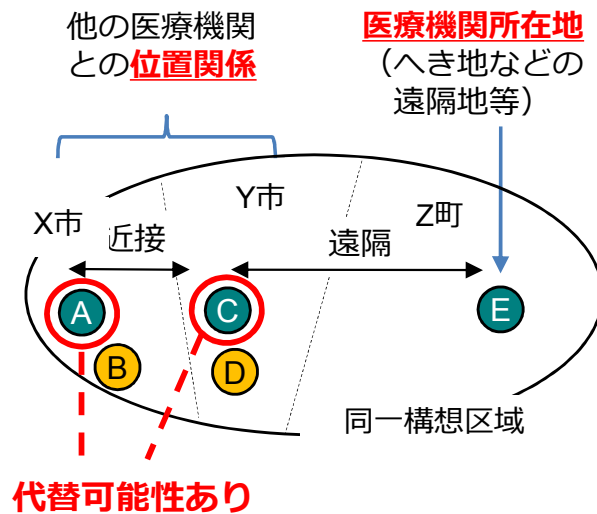 他の医療機関
との位置関係
医療機関所在地
（へき地などの
遠隔地等）
X市
近接
Y市
遠隔
Z町
A
B
C
D
E
同一構想区域
代替可能性あり